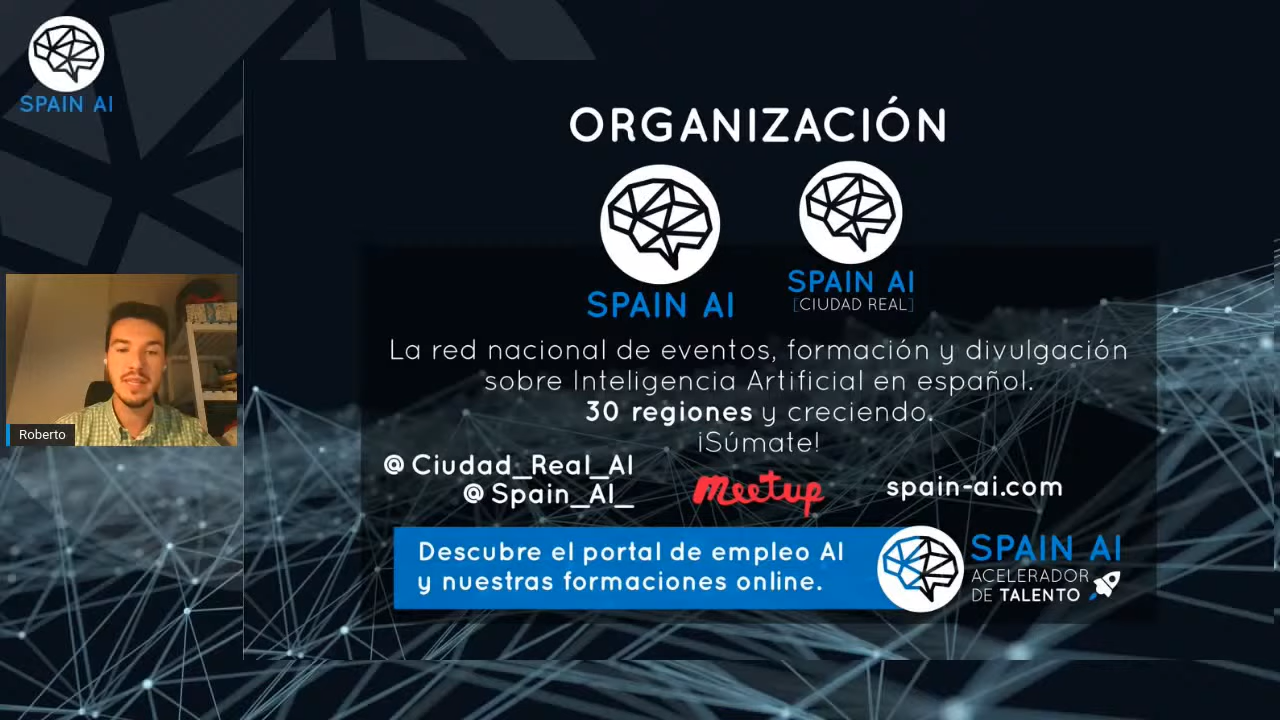 SPAIN AI
ORGANIZACIÓN
SPAIN AI
SPAIN AI
[CIUDAD REAL]
La red nacional de eventos, formación y divulgación
sobre Inteligencia Artificial en español.
30 regiones y creciendo.
¡Súmate!
@Ciudad_Real_AI
@Spain_AI_
Meetup
spain-ai.com
Descubre el portal de empleo AI
y nuestras formaciones online.
SPAIN AI
ACELERADOR
DE TALENTO
Roberto